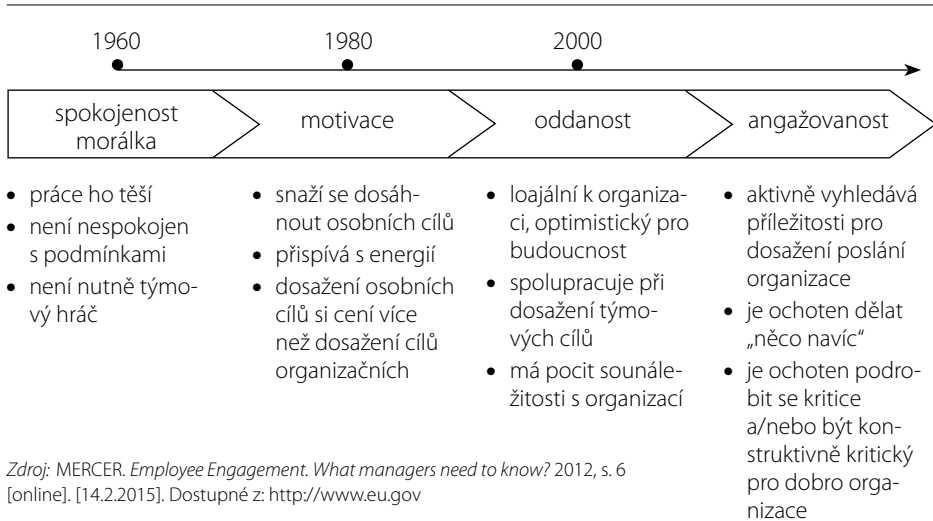 1960
1980
2000
spokojenost
morálka
motivace
oddanost
angažovanost
• práce ho těší
• není nespokojen
s podmínkami
• není nutně týmo-
vý hráč
• snaží se dosáh-
nout osobních cílů
• přispívá s energií
• dosažení osobních
cílů si cení více
než dosažení cílů
organizačních
• loajální k organiza-
ci, optimistický pro
budoucnost
• spolupracuje při
dosažení týmo-
vých cílů
• má pocit sounále-
žitosti s organizací
• aktivně vyhledává
příležitosti pro
dosažení poslání
organizace
• je ochoten dělat
„něco navíc“
• je ochoten podro-
bit se kritice
a/nebo být kon-
struktivně kritický
pro dobro orga-
nizace
Zdroj: MERCER. Employee Engagement. What managers need to know? 2012, s. 6
[online]. [14.2.2015]. Dostupné z: http://www.eu.gov